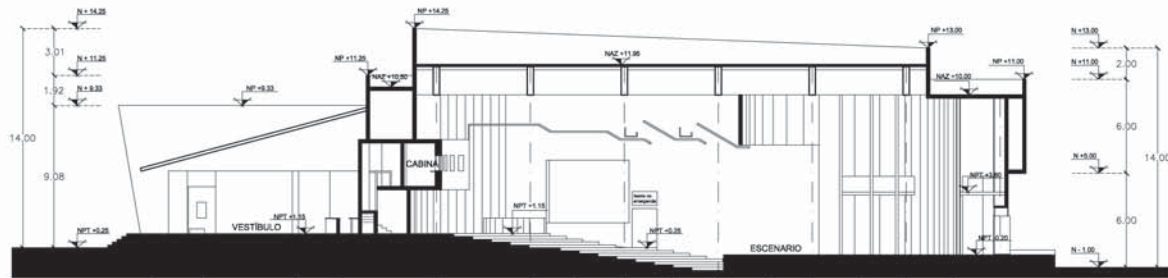 N + 14.25
NP +14.25
3.01
N + 11.25
NP +11.25
NAZ +10.50
1.92
N + 9.33
NP +9.33
14.00
9.08
NPT +0.25
VESTÍBULO
NPT +1.15
CABINA
NAZ +11.95
NPT +1.15
NPT +0.25
ESCENARIO
NP +13.00
NAZ +10.00
NP +11.00
NPT +3.60
NPT -0.20
N +13.00
2.00
N +11.00
6.00
N +5.00
14.00
6.00
N - 1.00